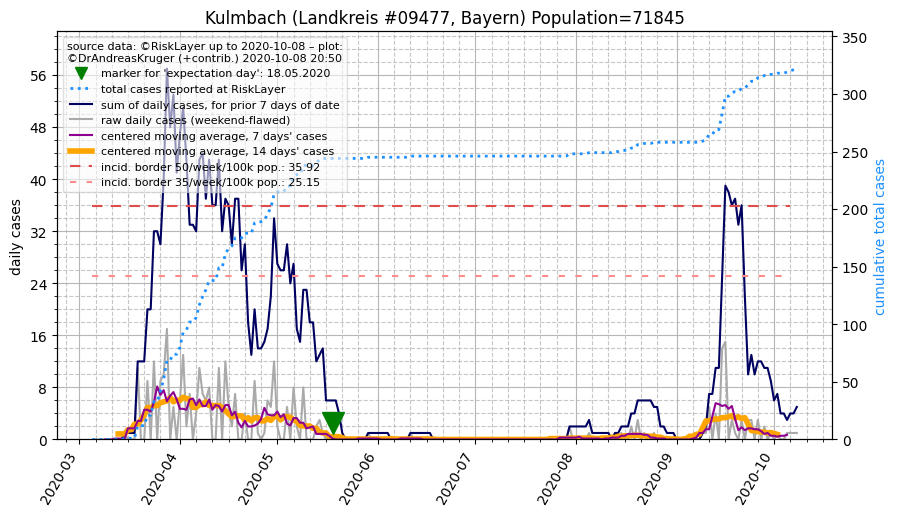 Kulmbach (Landkreis #09477, Bayern) Population=71845
source data: ©RiskLayer up to 2020-10-08 – plot:
©DrAndreasKruger (+contrib.) 2020-10-08 20:50
marker for 'expectation day': 18.05.2020
total cases reported at RiskLayer
sum of daily cases, for prior 7 days of date
raw daily cases (weekend-flawed)
centered moving average, 7 days' cases
centered moving average, 14 days' cases
incid. border 50/week/100k pop.: 35.92
incid. border 35/week/100k pop.: 25.15
daily cases
56
48
40
32
24
16
8
0
cumulative total cases
350
300
250
200
150
100
50
0
2020-03
2020-04
2020-05
2020-06
2020-07
2020-08
2020-09
2020-10